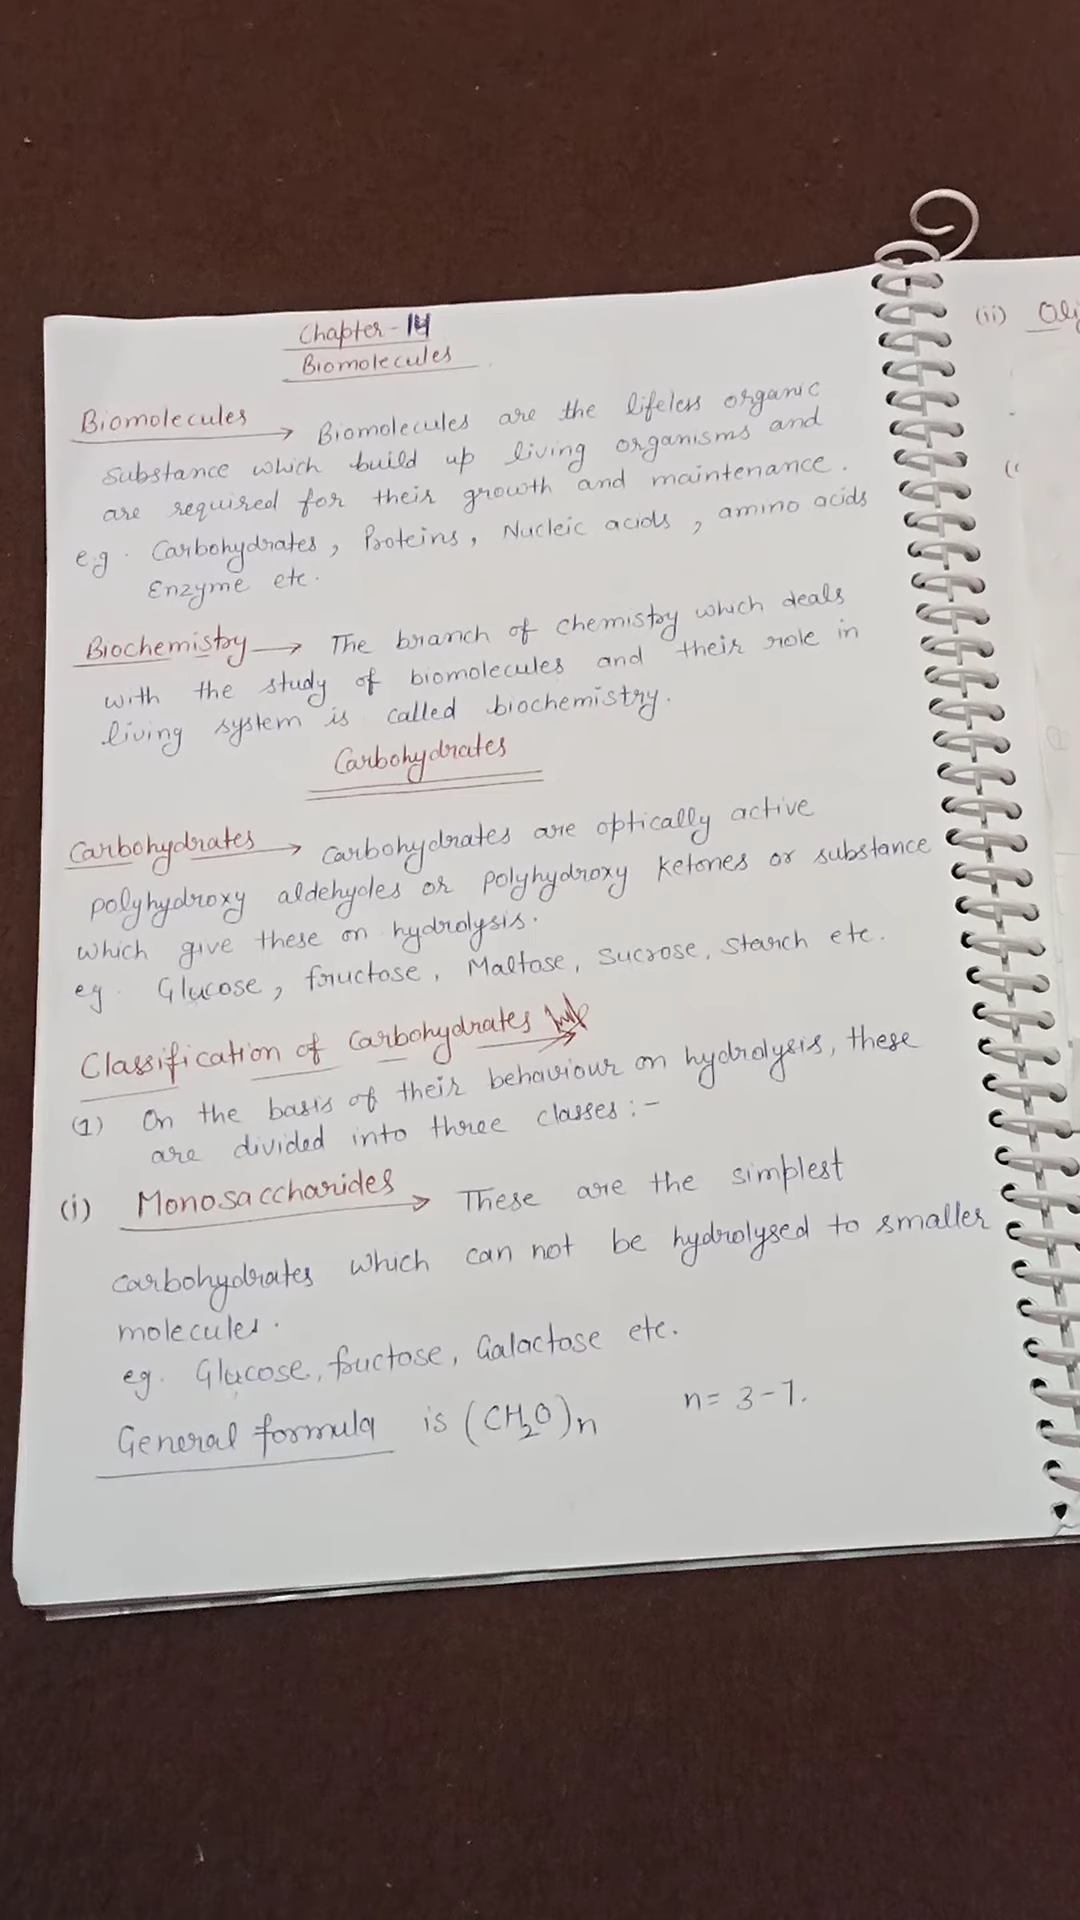 Chapter-14
Biomolecules
Biomolecules → Biomolecules are the lifeless organic
substance which build up living organisms and
are required for their growth and maintenance.
e.g. Carbohydrates, Proteins, Nucleic acids, amino acids
Enzyme etc.
Biochemistry → The branch of chemistry which deals
with the study of biomolecules and their role in
living system is called biochemistry.
Carbohydrates
Carbohydrates → Carbohydrates are optically active
polyhydroxy aldehydes or polyhydroxy ketones or substance
which give these on hydrolysis.
eg. Glucose, fructose, Maltose, Sucrose, Starch etc.
Classification of Carbohydrates Imp
(1) On the basis of their behaviour on hydrolysis, these
are divided into three classes :-
(i) Monosaccharides → These are the simplest
carbohydrates which can not be hydrolysed to smaller
molecules.
eg. Glucose, fructose, Galactose etc.
General formula is (CH₂O)n n= 3-7.
(ii)